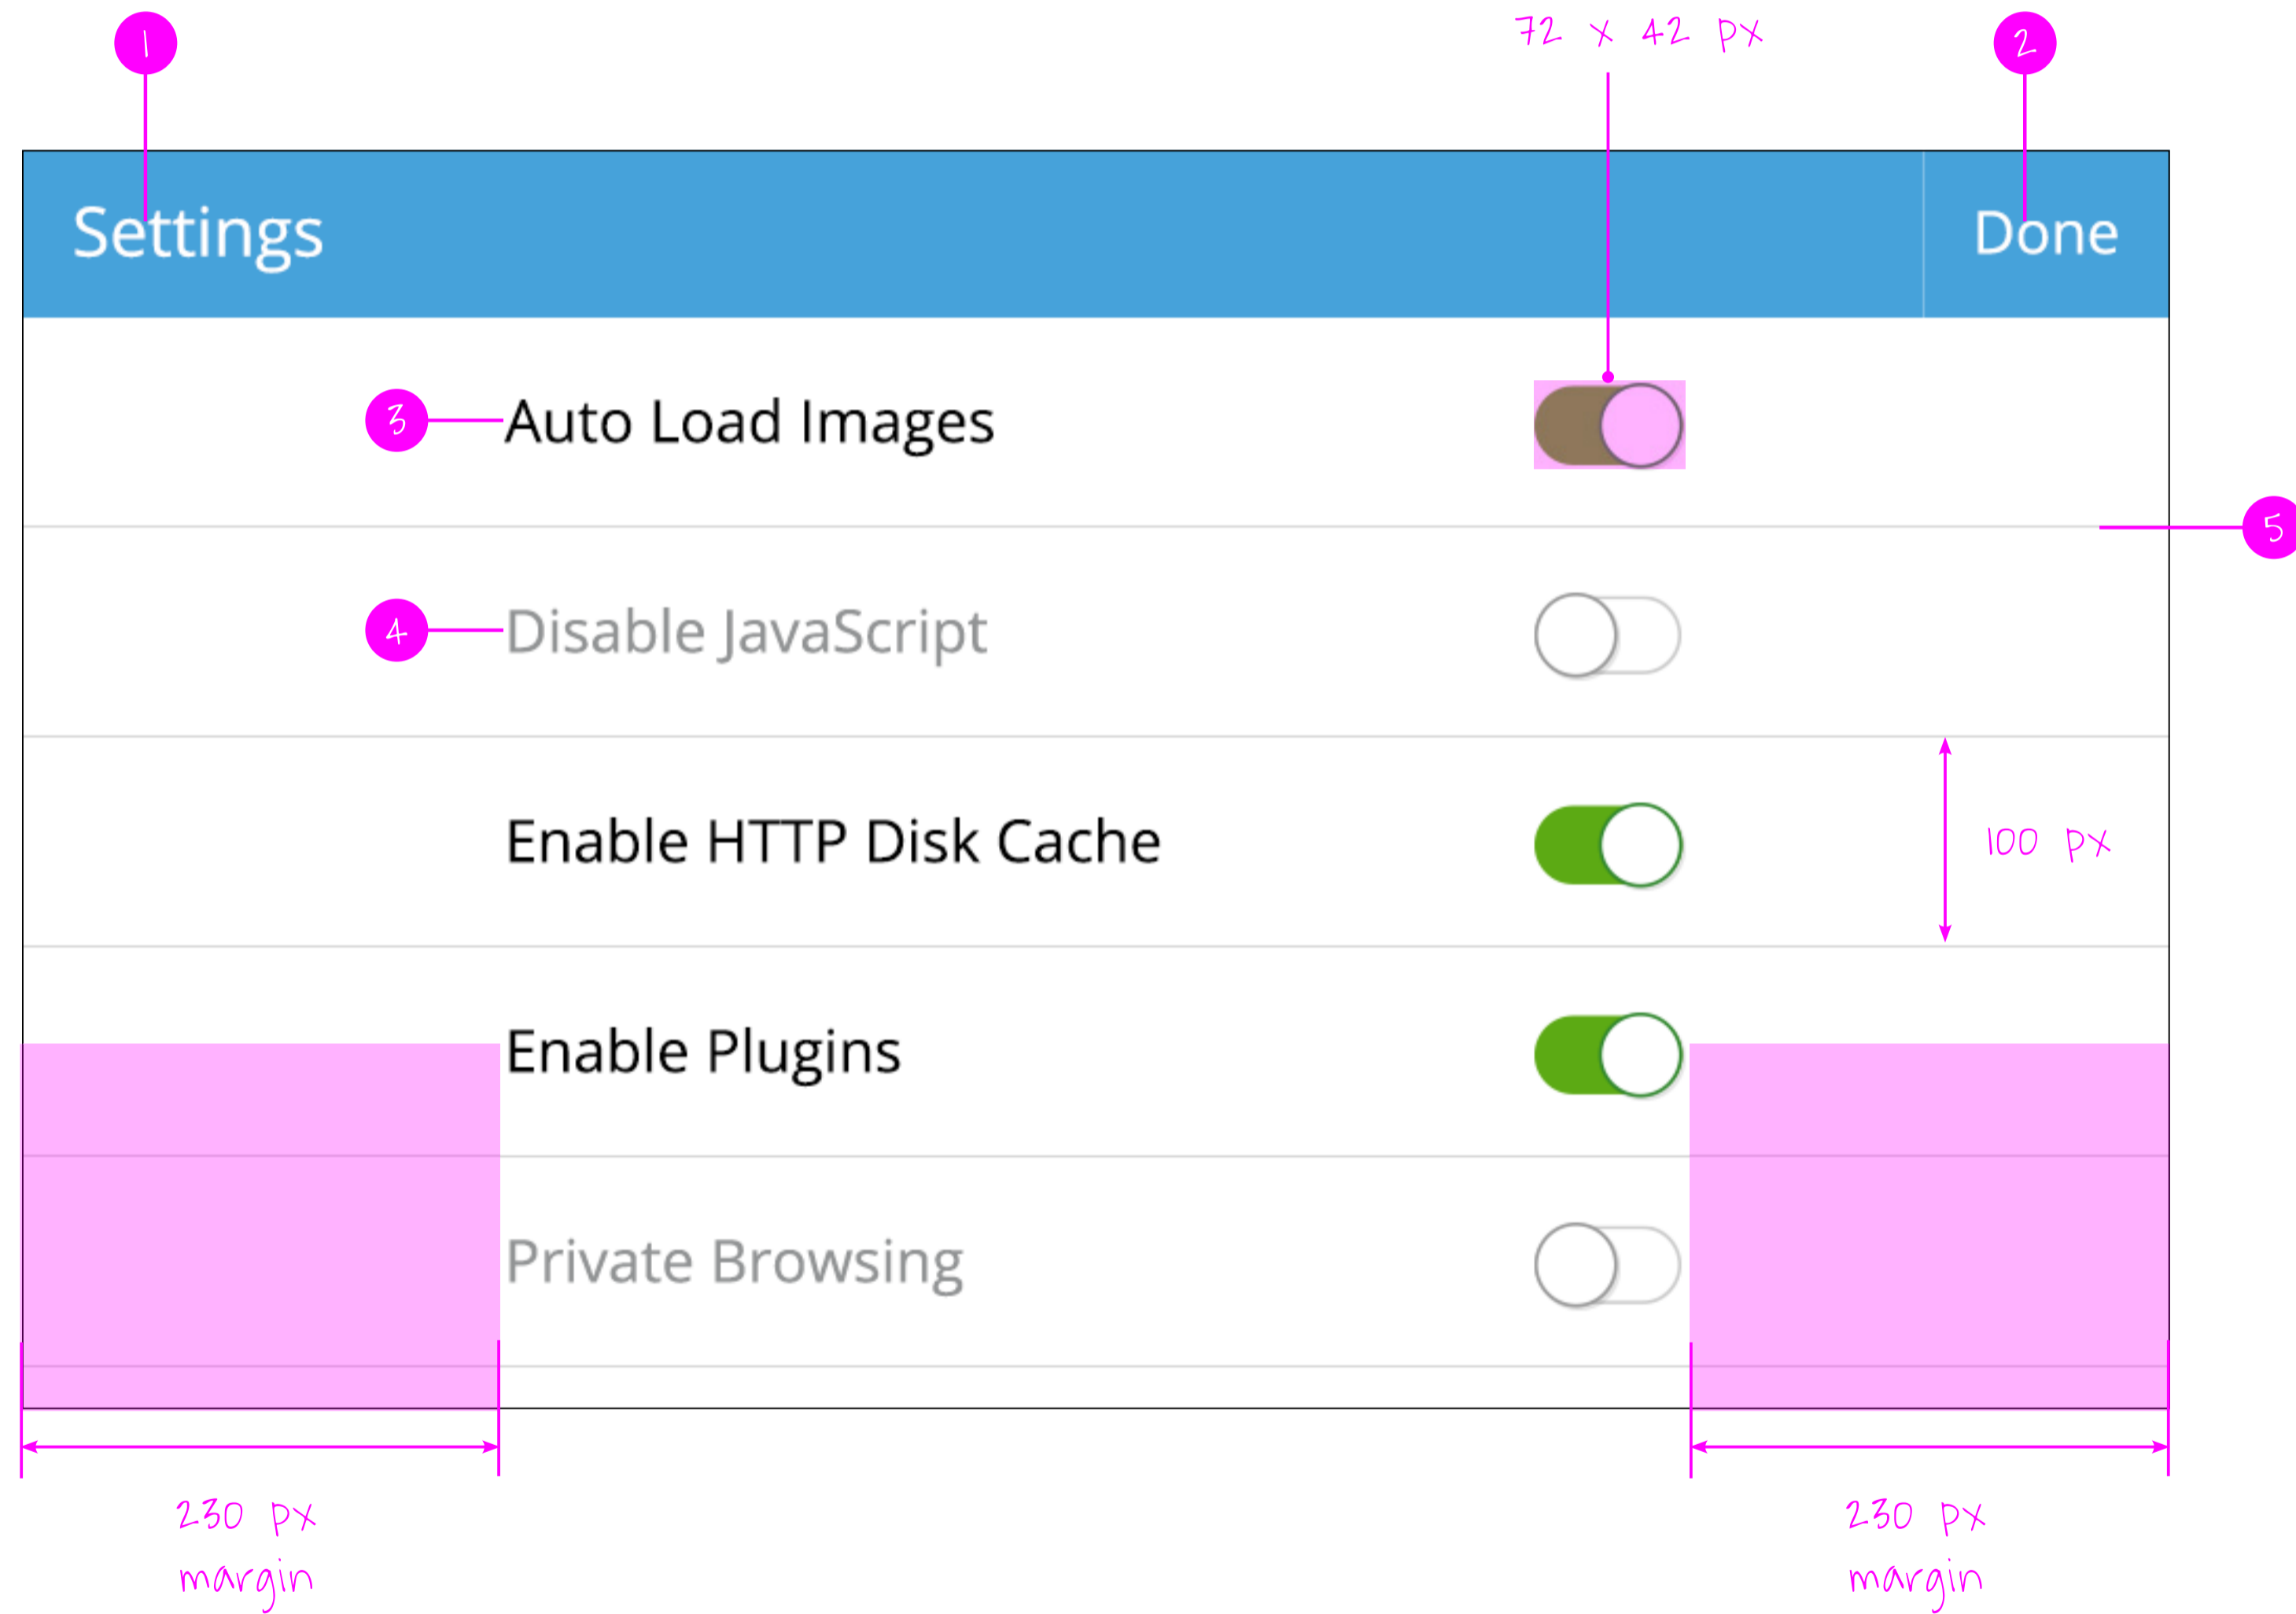 1
72 x 42 px
2
Settings
Done
3
Auto Load Images
5
4
Disable JavaScript
Enable HTTP Disk Cache
100 px
Enable Plugins
Private Browsing
230 px
margin
230 px
margin